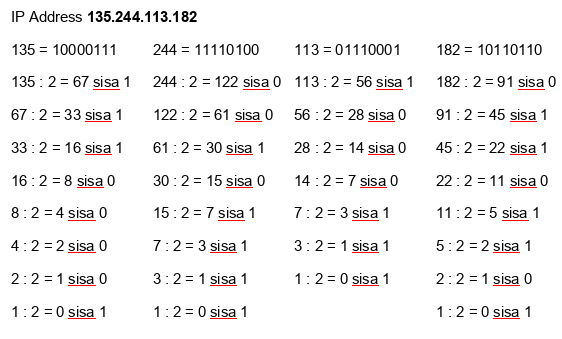 IP Address 135.244.113.182
135 = 10000111 244 = 11110100 113 = 01110001 182 = 10110110
135 : 2 = 67 sisa 1 244 : 2 = 122 sisa 0 113 : 2 = 56 sisa 1 182 : 2 = 91 sisa 0
67 : 2 = 33 sisa 1 122 : 2 = 61 sisa 0 56 : 2 = 28 sisa 0 91 : 2 = 45 sisa 1
33 : 2 = 16 sisa 1 61 : 2 = 30 sisa 1 28 : 2 = 14 sisa 0 45 : 2 = 22 sisa 1
16 : 2 = 8 sisa 0 30 : 2 = 15 sisa 0 14 : 2 = 7 sisa 0 22 : 2 = 11 sisa 0
8 : 2 = 4 sisa 0 15 : 2 = 7 sisa 1 7 : 2 = 3 sisa 1 11 : 2 = 5 sisa 1
4 : 2 = 2 sisa 0 7 : 2 = 3 sisa 1 3 : 2 = 1 sisa 1 5 : 2 = 2 sisa 1
2 : 2 = 1 sisa 0 3 : 2 = 1 sisa 1 1 : 2 = 0 sisa 1 2 : 2 = 1 sisa 0
1 : 2 = 0 sisa 1 1 : 2 = 0 sisa 1 1 : 2 = 0 sisa 1